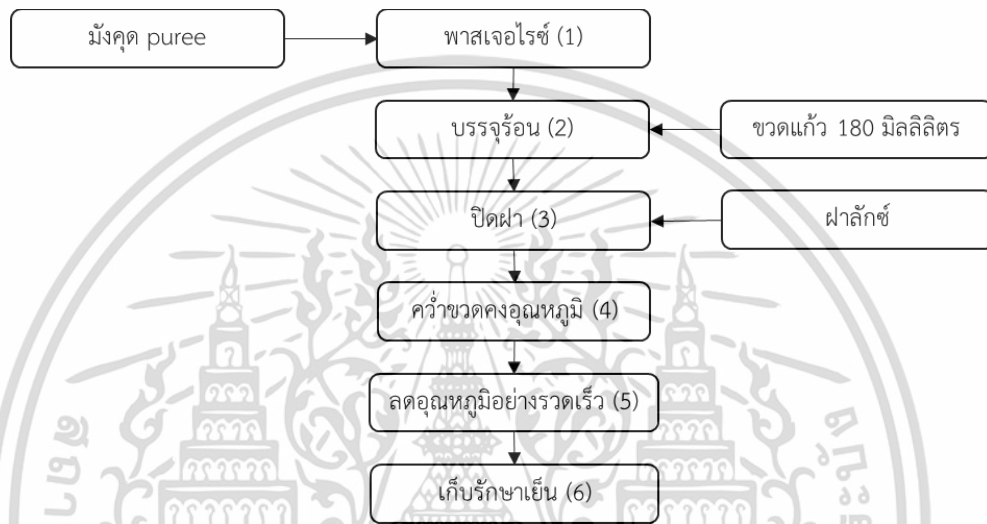 มังคุด puree
พาสเจอไรซ์ (1)
บรรจุร้อน (2)
ขวดแก้ว 180 มิลลิลิตร
ปิดฝา (3)
ฝาลักซ์
คว่ำขวดคงอุณหภูมิ (4)
ลดอุณหภูมิอย่างรวดเร็ว (5)
เก็บรักษาเย็น (6)